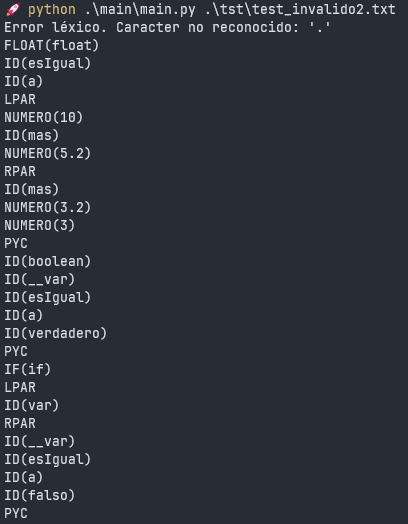 🚀 python .\main\main.py .\tst\test_invalido2.txt
Error léxico. Caracter no reconocido: '.'
FLOAT(float)
ID(esIgual)
ID(a)
LPAR
NUMERO(10)
ID(mas)
NUMERO(5.2)
RPAR
ID(mas)
NUMERO(3.2)
NUMERO(3)
PYC
ID(boolean)
ID(__var)
ID(esIgual)
ID(a)
ID(verdadero)
PYC
IF(if)
LPAR
ID(var)
RPAR
ID(__var)
ID(esIgual)
ID(a)
ID(falso)
PYC